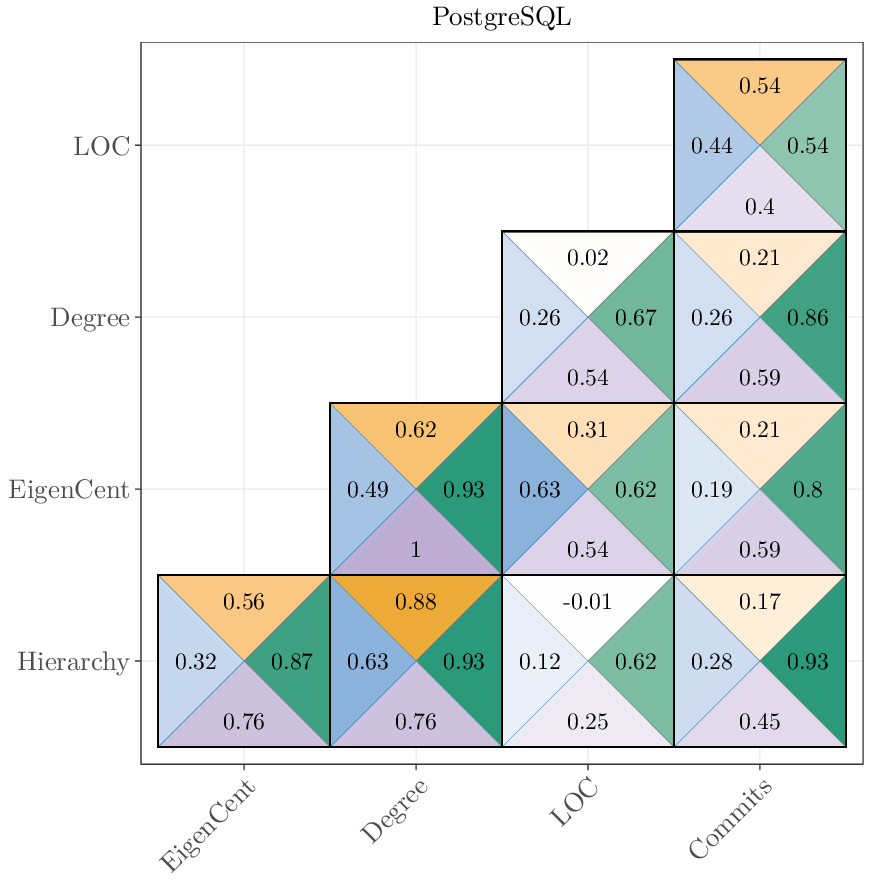 PostgreSQL
0.54
LOC
0.44 0.54
0.4
0.02 0.21
Degree
0.26 0.67 0.26 0.86
0.54 0.59
0.62 0.31 0.21
EigenCent
0.49 0.93 0.63 0.62 0.19 0.8
1 0.54 0.59
0.56 0.88 -0.01 0.17
Hierarchy
0.32 0.87 0.63 0.93 0.12 0.62 0.28 0.93
0.76 0.76 0.25 0.45
EigenCent
Degree
LOC
Commits